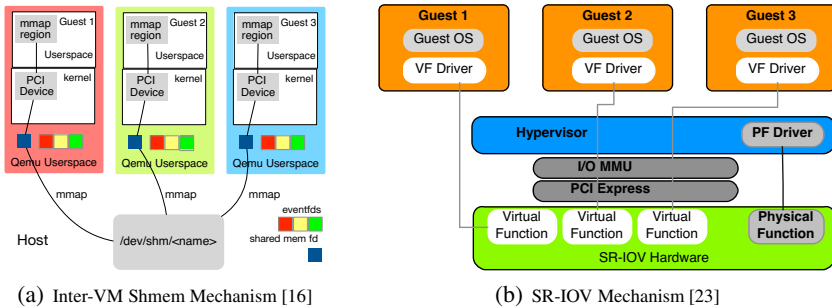 Guest 1
mmap
region
Userspace
kernel
PCI
Device
Qemu Userspace
Guest 2
mmap
region
Userspace
kernel
PCI
Device
Qemu Userspace
Guest 3
mmap
region
Userspace
kernel
PCI
Device
Qemu Userspace
mmap
mmap
mmap
eventfds
shared mem fd
Host
/dev/shm/<name>
(a) Inter-VM Shmem Mechanism [16]
Guest 1
Guest OS
VF Driver
Guest 2
Guest OS
VF Driver
Guest 3
Guest OS
VF Driver
Hypervisor
PF Driver
I/O MMU
PCI Express
Virtual
Function
Virtual
Function
Virtual
Function
Physical
Function
SR-IOV Hardware
(b) SR-IOV Mechanism [23]